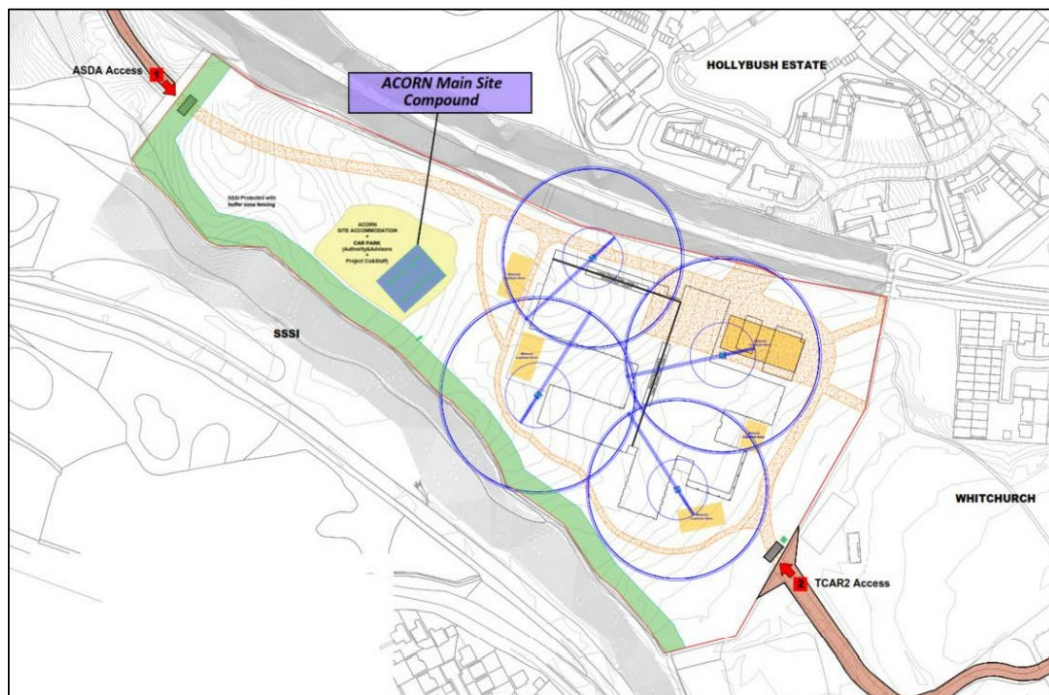 HOLLYBUSH ESTATE
ASDA Access
1
ACORN Main Site
Compound
SSSI Protected with
buffer zone fencing
ACORN
SITE ACCOMMODATION
+
CAR PARK
(Authority&Advisors
+
Project Co&Staff)
SSSI
WHITCHURCH
2
TCAR2 Access